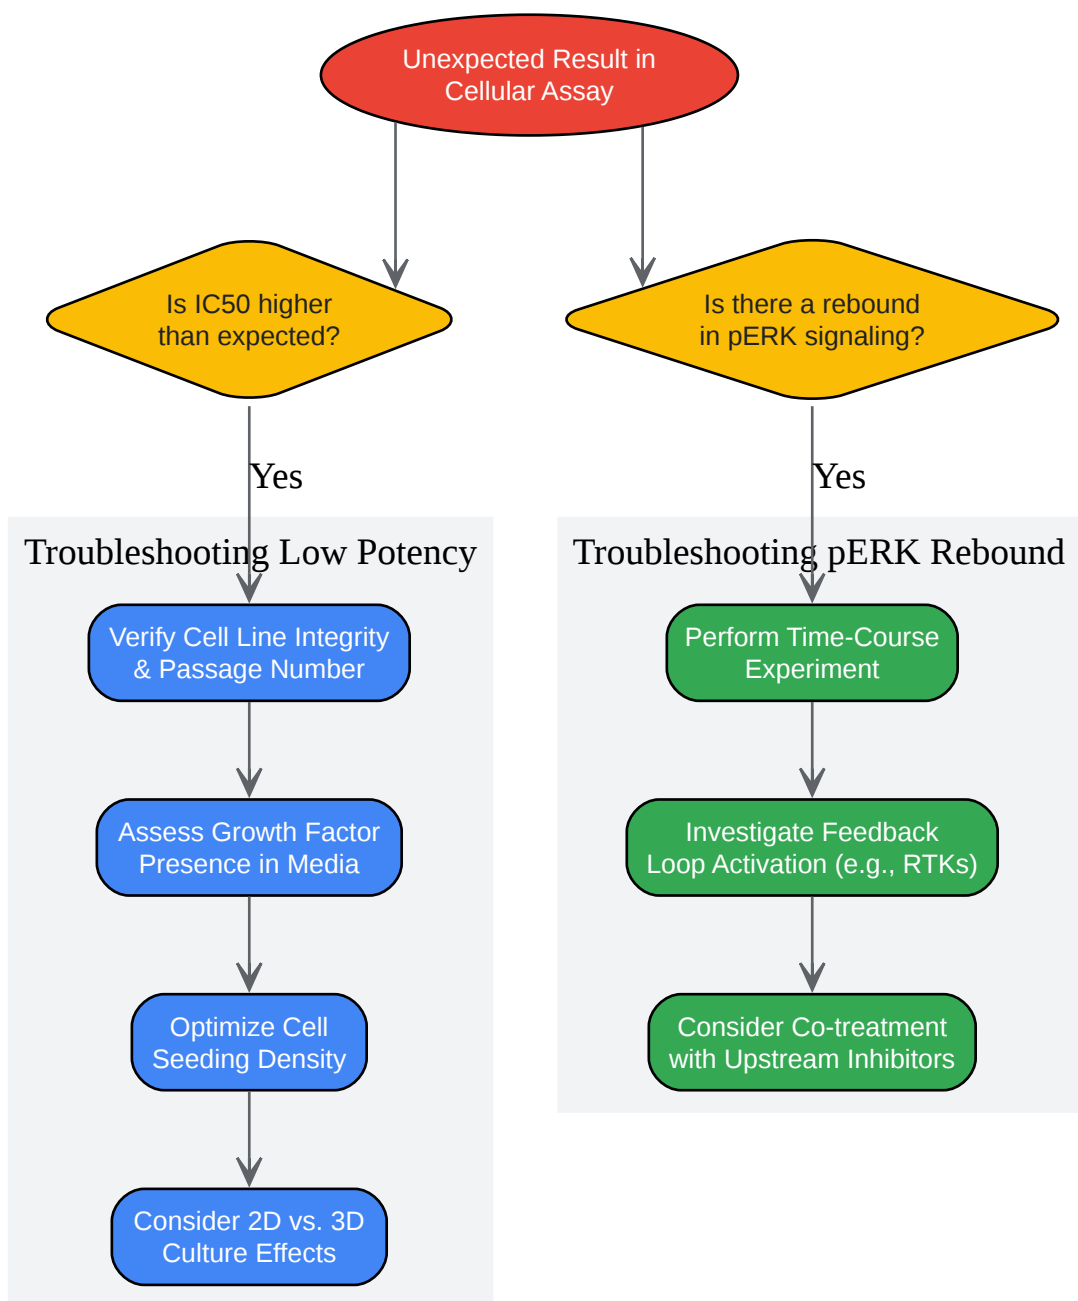 Unexpected Result in
Cellular Assay
Is IC50 higher
than expected?
Is there a rebound
in pERK signaling?
Yes
Yes
Troubleshooting Low Potency
Verify Cell Line Integrity
& Passage Number
Assess Growth Factor
Presence in Media
Optimize Cell
Seeding Density
Consider 2D vs. 3D
Culture Effects
Troubleshooting pERK Rebound
Perform Time-Course
Experiment
Investigate Feedback
Loop Activation (e.g., RTKs)
Consider Co-treatment
with Upstream Inhibitors